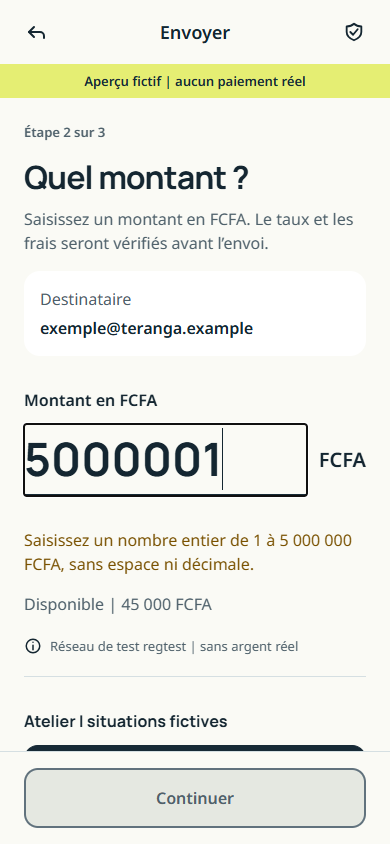 Envoyer
Aperçu fictif | aucun paiement réel
Étape 2 sur 3
Quel montant ?
Saisissez un montant en FCFA. Le taux et les
frais seront vérifiés avant l’envoi.
Destinataire
exemple@teranga.example
Montant en FCFA
5000001
FCFA
Saisissez un nombre entier de 1 à 5 000 000
FCFA, sans espace ni décimale.
Disponible | 45 000 FCFA
Réseau de test regtest | sans argent réel
Atelier | situations fictives
Continuer